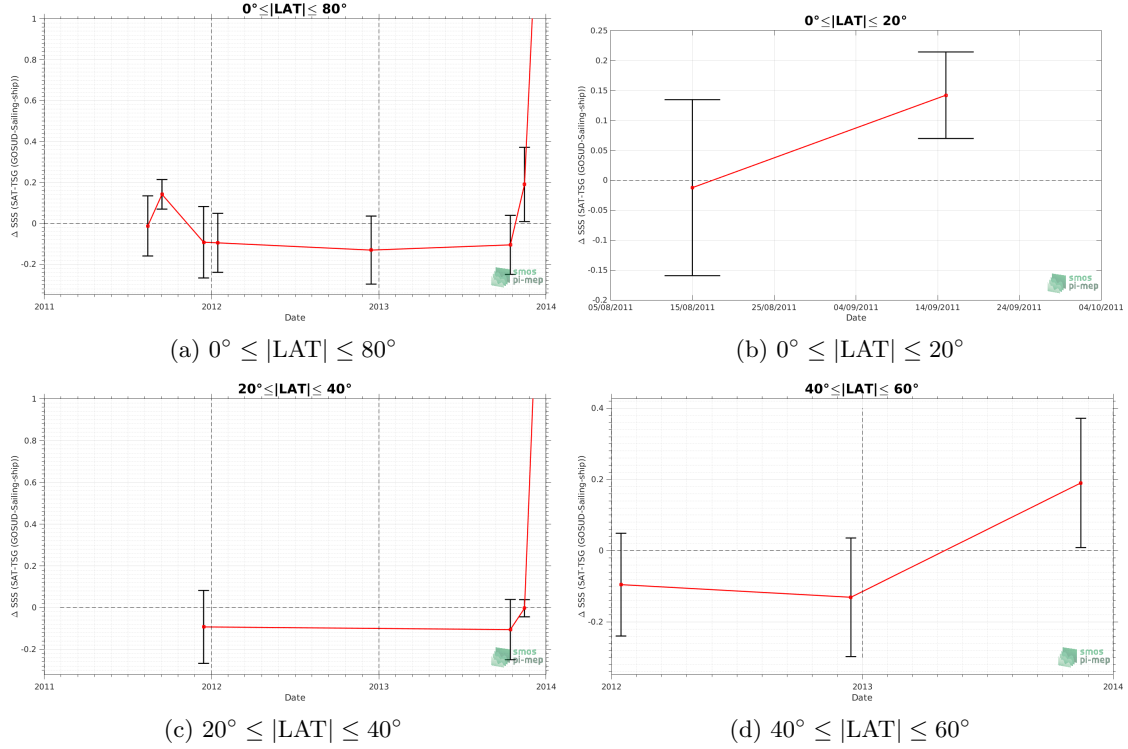 0°≤|LAT|≤ 80°
1
0.8
0.6
0.4
0.2
0
-0.2
Δ SSS (SAT-TSG (GOSUD-Sailing-ship))
2011
2012
2013
2014
Date
smos
pi-mep
(a) 0° ≤ |LAT| ≤ 80°
0°≤|LAT|≤ 20°
0.25
0.2
0.15
0.1
0.05
0
-0.05
-0.1
-0.15
-0.2
Δ SSS (SAT-TSG (GOSUD-Sailing-ship))
05/08/2011
15/08/2011
25/08/2011
04/09/2011
14/09/2011
24/09/2011
04/10/2011
Date
smos
pi-mep
(b) 0° ≤ |LAT| ≤ 20°
20°≤|LAT|≤ 40°
1
0.8
0.6
0.4
0.2
0
-0.2
Δ SSS (SAT-TSG (GOSUD-Sailing-ship))
2011
2012
2013
2014
Date
smos
pi-mep
(c) 20° ≤ |LAT| ≤ 40°
40°≤|LAT|≤ 60°
0.4
0.2
0
-0.2
Δ SSS (SAT-TSG (GOSUD-Sailing-ship))
2012
2013
2014
Date
smos
pi-mep
(d) 40° ≤ |LAT| ≤ 60°